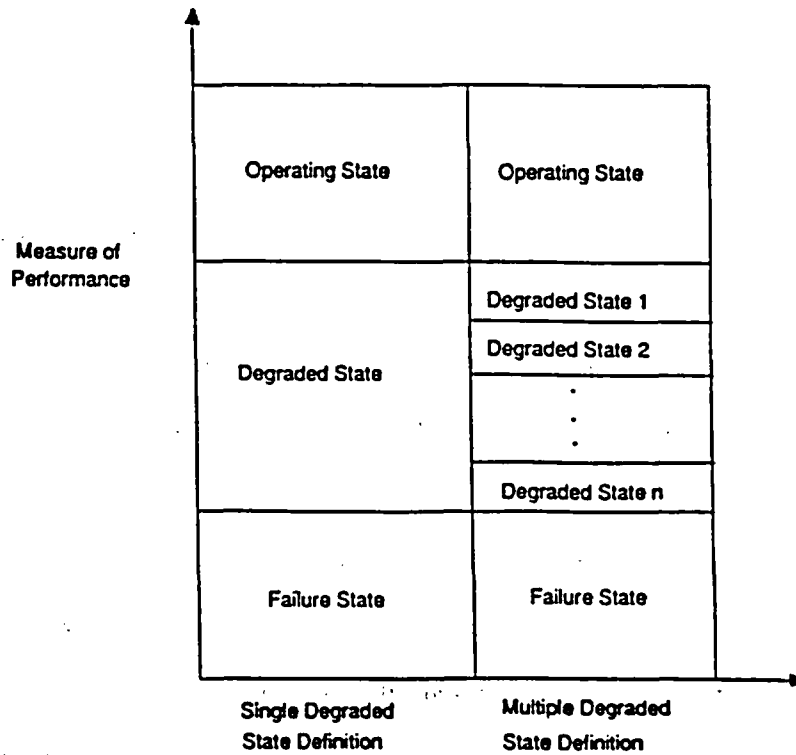 Operating State
Operating State
Measure of
Performance
Degraded State 1
Degraded State 2
Degraded State
Degraded State n
Failure State
Failure State
Single Degraded
State Definition
Multiple Degraded
State Definition